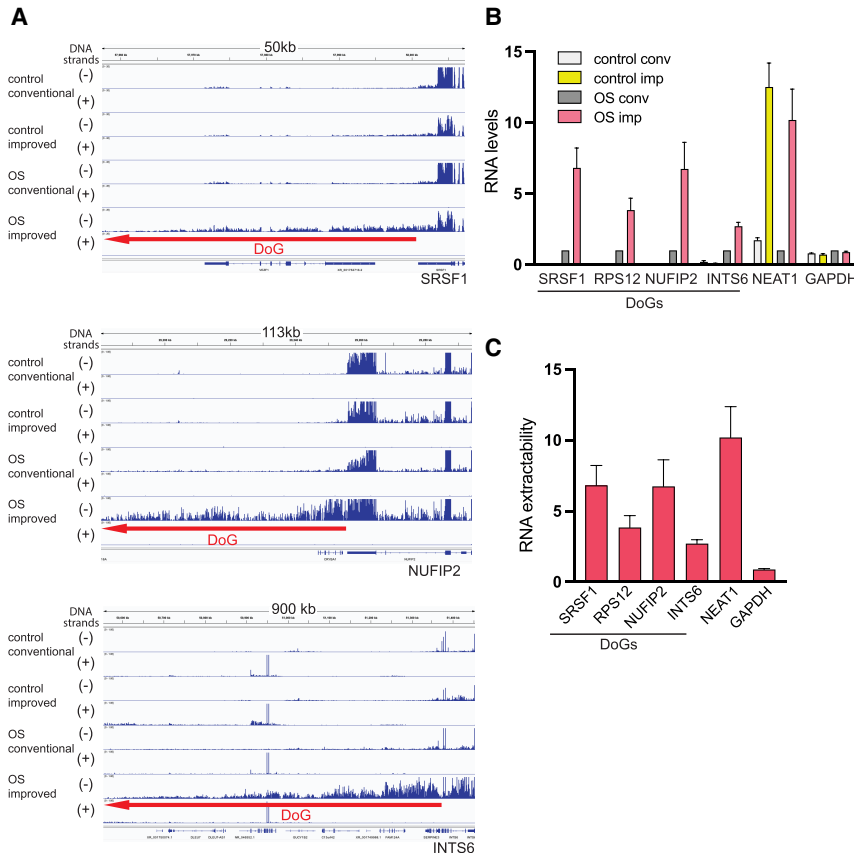 A
DNA strands
50kb
control conventional
(-)
(+)
control improved
(-)
(+)
OS conventional
(-)
(+)
OS improved
(-)
(+)
DoG
SRSF1
DNA strands
113kb
control conventional
(-)
(+)
control improved
(-)
(+)
OS conventional
(-)
(+)
OS improved
(-)
(+)
DoG
NUFIP2
DNA strands
900 kb
control conventional
(-)
(+)
control improved
(-)
(+)
OS conventional
(-)
(+)
OS improved
(-)
(+)
DoG
INTS6
B
RNA levels
15
10
5
0
control conv
control imp
OS conv
OS imp
SRSF1 RPS12 NUFIP2 INTS6 NEAT1 GAPDH
DoGs
C
RNA extractability
15
10
5
0
SRSF1 RPS12 NUFIP2 INTS6 NEAT1 GAPDH
DoGs